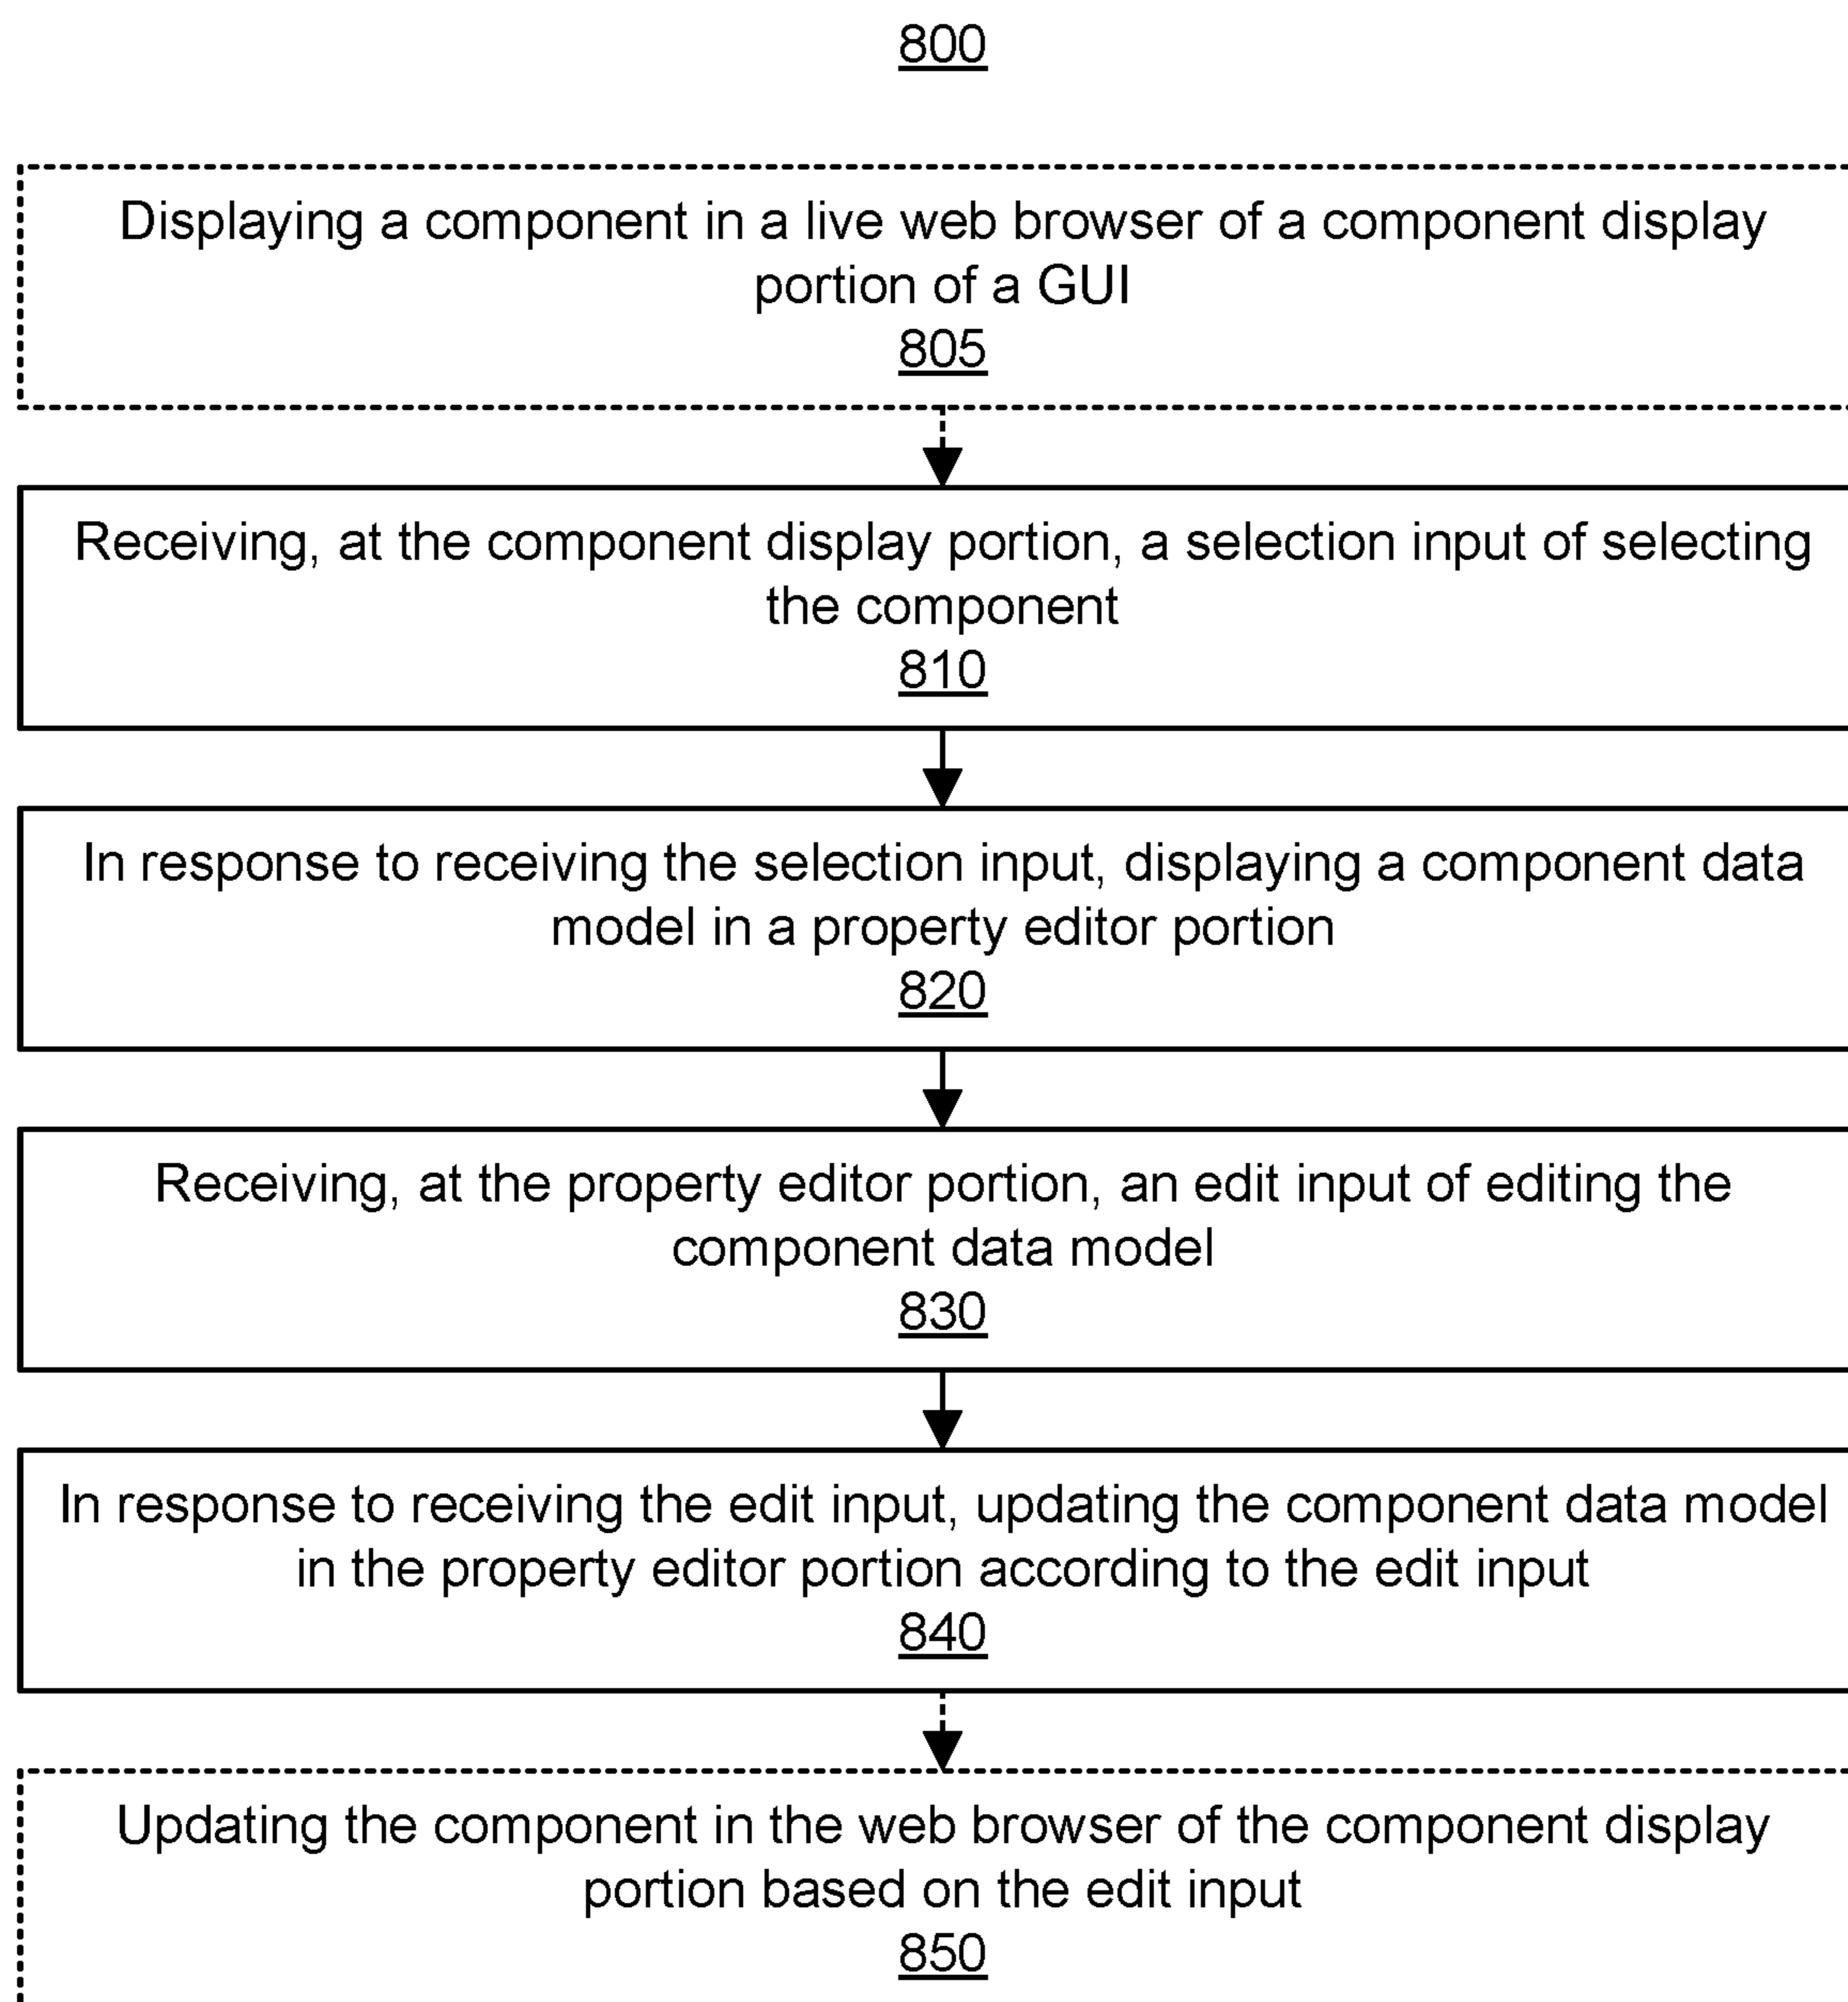 800
Displaying a component in a live web browser of a component display
portion of a GUI
805
Receiving, at the component display portion, a selection input of selecting
the component
810
In response to receiving the selection input, displaying a component data
model in a property editor portion
820
Receiving, at the property editor portion, an edit input of editing the
component data model
830
In response to receiving the edit input, updating the component data model
in the property editor portion according to the edit input
840
Updating the component in the web browser of the component display
portion based on the edit input
850